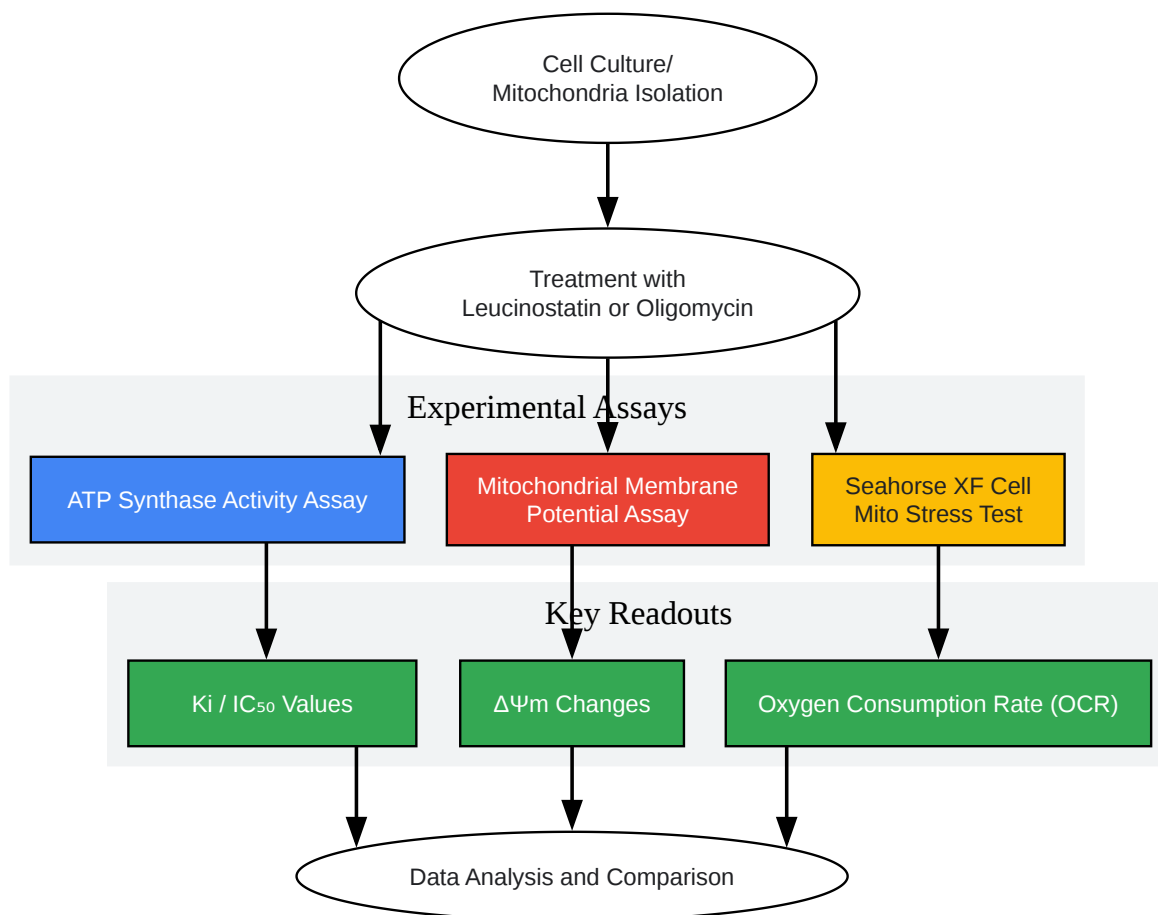 Cell Culture/
Mitochondria Isolation
Treatment with
Leucinostatin or Oligomycin
Experimental Assays
ATP Synthase Activity Assay
Mitochondrial Membrane
Potential Assay
Seahorse XF Cell
Mito Stress Test
Key Readouts
Ki / IC₅₀ Values
ΔΨm Changes
Oxygen Consumption Rate (OCR)
Data Analysis and Comparison